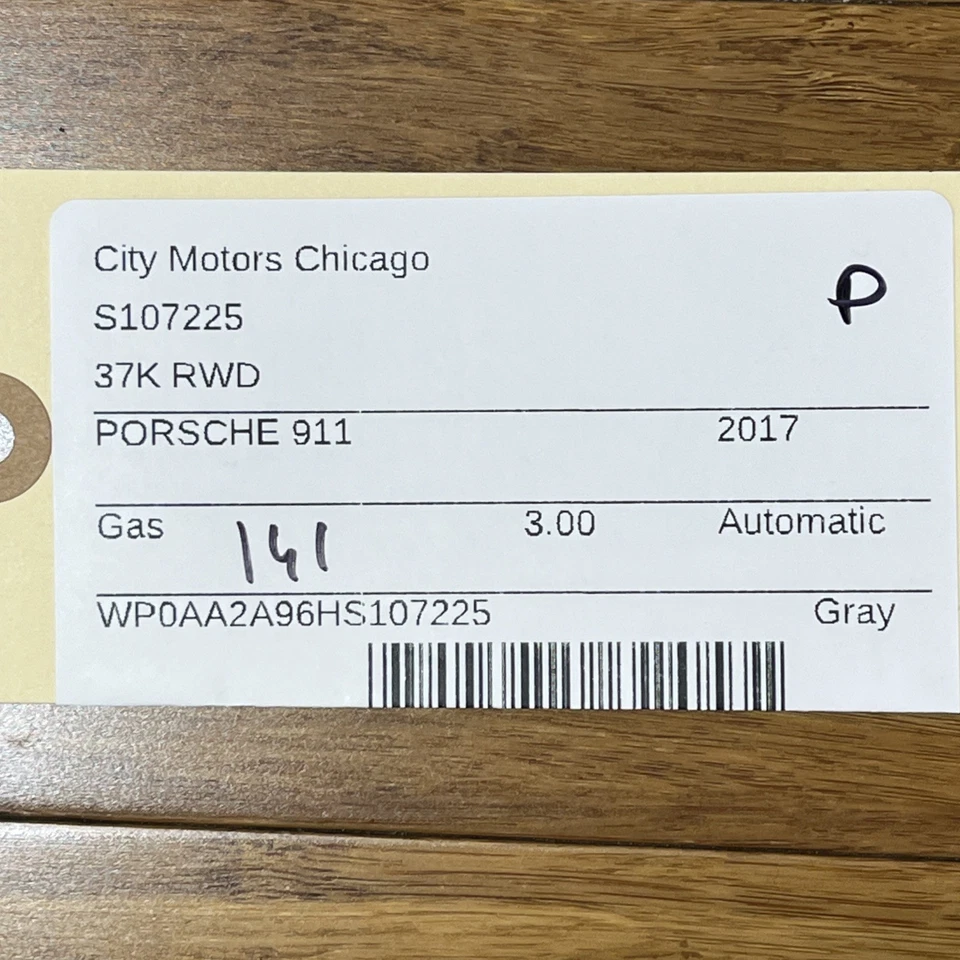 City Motors Chicago
P
S107225
37K RWD
PORSCHE 911 2017
Gas 141 3.00 Automatic
WP0AA2A96HS107225 Gray